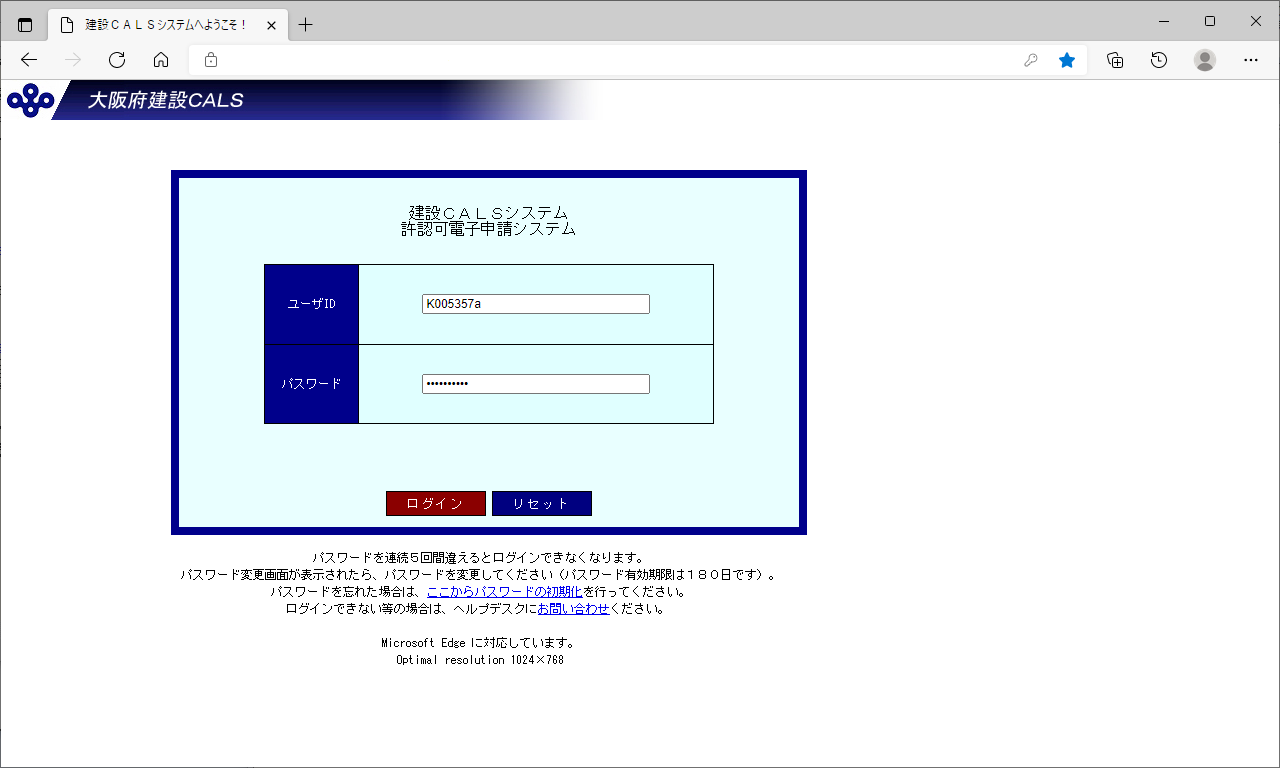 建設ＣＡＬＳシステムへようこそ！
大阪府建設CALS
建設ＣＡＬＳシステム
許認可電子申請システム
ユーザID
K005357a
パスワード
••••••••••
ログイン
リセット
パスワードを連続５回間違えるとログインできなくなります。
パスワード変更画面が表示されたら、パスワードを変更してください（パスワード有効期限は１８０日です）。
パスワードを忘れた場合は、ここからパスワードの初期化を行ってください。
ログインできない等の場合は、ヘルプデスクにお問い合わせください。
Microsoft Edge に対応しています。
Optimal resolution 1024×768